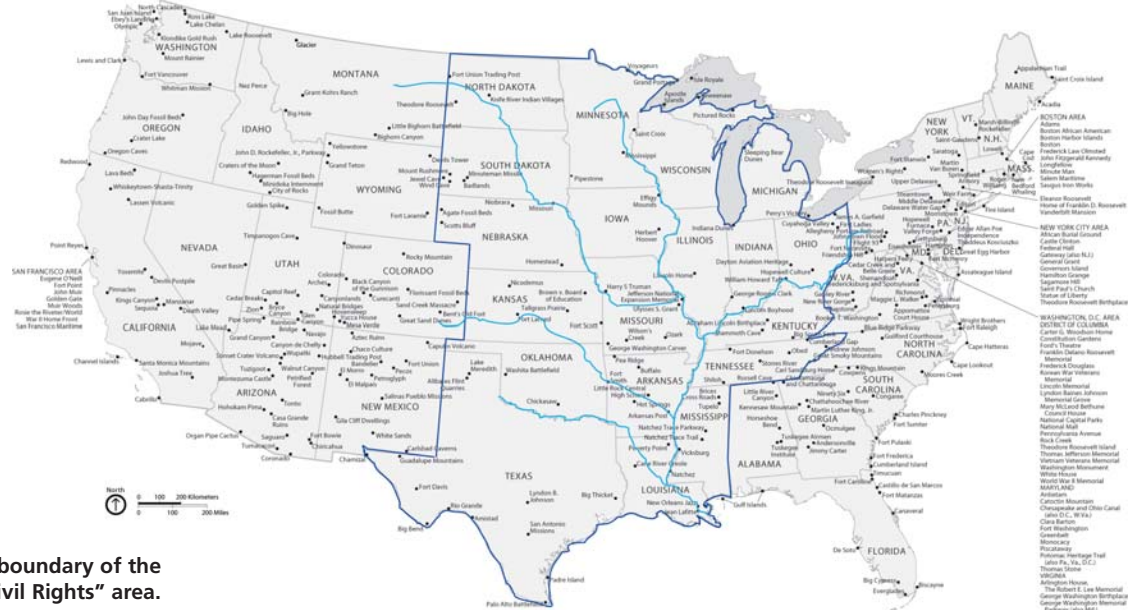 North Cascades
San Juan Island
Ross Lake
Ebey's Landing
Lake Chelan
Olympic
Klondike Gold Rush
Lake Roosevelt
WASHINGTON
Mount Rainier
Lewis and Clark
Fort Vancouver
Whitman Mission
Nez Perce
Glacier
MONTANA
Grant-Kohrs Ranch
Big Hole
Little Bighorn Battlefield
Bighorn Canyon
John Day Fossil Beds
OREGON
Crater Lake
Oregon Caves
IDAHO
Yellowstone
John D. Rockefeller, Jr., Parkway
Grand Teton
Craters of the Moon
Hagerman Fossil Beds
Minidoka Internment
City of Rocks
Redwood
Lava Beds
Whiskeytown-Shasta-Trinity
Lassen Volcanic
WYOMING
Devils Tower
Fossil Butte
Fort Laramie
Golden Spike
Timpanogos Cave
Point Reyes
NEVADA
Great Basin
UTAH
Dinosaur
Rocky Mountain
COLORADO
Colorado
Black Canyon of the Gunnison
Curecanti
Florissant Fossil Beds
Sand Creek Massacre
Bent's Old Fort
Great Sand Dunes
Arches
Canyonlands
Natural Bridges
Hovenweep
Yucca House
Mesa Verde
Capitol Reef
Cedar Breaks
Zion
Bryce Canyon
Pipe Spring
Rainbow Bridge
Glen Canyon
Navajo
SAN FRANCISCO AREA
Eugene O'Neill
Fort Point
John Muir
Golden Gate
Muir Woods
Rosie the Riveter/World War II Home Front
San Francisco Maritime
Yosemite
Devils Postpile
Pinnacles
Kings Canyon
Sequoia
Manzanar
Death Valley
CALIFORNIA
Lake Mead
Mojave
Channel Islands
Santa Monica Mountains
Joshua Tree
Cabrillo
Grand Canyon
Canyon de Chelly
Sunset Crater Volcano
Wupatki
Hubbell Trading Post
Tuzigoot
Walnut Canyon
Montezuma Castle
Petrified Forest
ARIZONA
Hohokam Pima
Tonto
Casa Grande Ruins
Organ Pipe Cactus
Saguaro
Tumacacori
Coronado
Fort Bowie
Chiricahua
Aztec Ruins
Chaco Culture
Bandelier
El Morro
El Malpais
Petroglyph
Pecos
Fort Union
Capulin Volcano
Salinas Pueblo Missions
NEW MEXICO
Gila Cliff Dwellings
White Sands
Carlsbad Caverns
Guadalupe Mountains
Chamizal
Fort Union Trading Post
NORTH DAKOTA
Knife River Indian Villages
Theodore Roosevelt
SOUTH DAKOTA
Mount Rushmore
Jewel Cave
Wind Cave
Minuteman Missile
Badlands
Agate Fossil Beds
Scotts Bluff
Niobrara
Missouri
NEBRASKA
Homestead
KANSAS
Nicodemus
Brown v. Board of Education
Tallgrass Prairie
Fort Larned
Fort Scott
OKLAHOMA
Lake Meredith
Alibates Flint Quarries
Washita Battlefield
Chickasaw
TEXAS
Fort Davis
Lyndon B. Johnson
Big Thicket
Rio Grande
Amistad
Big Bend
San Antonio Missions
Padre Island
Palo Alto Battlefield
Voyageurs
Grand Portage
Isle Royale
Keweenaw
Apostle Islands
Pictured Rocks
MINNESOTA
Saint Croix
Mississippi
Pipestone
WISCONSIN
Sleeping Bear Dunes
MICHIGAN
IOWA
Effigy Mounds
Herbert Hoover
ILLINOIS
Lincoln Home
Indiana Dunes
INDIANA
OHIO
Perry's Victory
Cuyahoga Valley
James A. Garfield
First Ladies
Dayton Aviation Heritage
Hopewell Culture
William Howard Taft
George Rogers Clark
Lincoln Boyhood
Harry S Truman
Jefferson National Expansion Memorial
Ulysses S. Grant
MISSOURI
Wilson's Creek
Ozark
George Washington Carver
Pea Ridge
Buffalo
Fort Smith
ARKANSAS
Little Rock Central High School
Hot Springs
Arkansas Post
Abraham Lincoln Birthplace
Mammoth Cave
KENTUCKY
Cumberland Gap
Fort Donelson
Obed
Stones River
TENNESSEE
Shiloh
Russell Cave
Brices Cross Roads
Tupelo
MISSISSIPPI
Natchez Trace Parkway
Natchez Trace Trail
Poverty Point
Vicksburg
Cane River Creole
Natchez
LOUISIANA
New Orleans Jazz
Jean Lafitte
Gulf Islands
ALABAMA
Little River Canyon
Horseshoe Bend
Tuskegee Airmen
Tuskegee Institute
GEORGIA
Chickamauga and Chattanooga
Kennesaw Mountain
Chattahoochee River
Martin Luther King, Jr.
Ocmulgee
Andersonville
Jimmy Carter
Fort Pulaski
Fort Frederica
Cumberland Island
Timucuan
Fort Caroline
Castillo de San Marcos
Fort Matanzas
Canaveral
FLORIDA
De Soto
Big Cypress
Everglades
Biscayne
SOUTH CAROLINA
Ninety Six
Congaree
Kings Mountain
Cowpens
Charles Pinckney
Fort Sumter
Carl Sandburg Home
Great Smoky Mountains
Andrew Johnson
NORTH CAROLINA
Blue Ridge Parkway
Guilford Courthouse
Moores Creek
Cape Lookout
Cape Hatteras
Wright Brothers
Fort Raleigh
W.VA.
VA.
Booker T. Washington
New River Gorge
Appomattox Court House
Richmond
Maggie L. Walker
Assateague Island
MD.
DEL.
N.J.
PA.
Great Egg Harbor
Edgar Allan Poe
Independence
Thaddeus Kosciuszko
Fire Island
Theodore Roosevelt Inaugural
Women's Rights
Fort Stanwix
Upper Delaware
Delaware Water Gap
NEW YORK
Saratoga
Martin Van Buren
VT.
N.H.
Marsh-Billings-Rockefeller
Saint-Gaudens
Lowell
MASS.
Cape Cod
New Bedford Whaling
Springfield Armory
Weir Farm
MAINE
Appalachian Trail
Saint Croix Island
Acadia
BOSTON AREA
Adams
Boston African American
Boston Harbor Islands
Boston
Frederick Law Olmsted
John Fitzgerald Kennedy
Longfellow
Minute Man
Salem Maritime
Saugus Iron Works
Eleanor Roosevelt
Home of Franklin D. Roosevelt
Vanderbilt Mansion
NEW YORK CITY AREA
African Burial Ground
Castle Clinton
Federal Hall
Gateway (also N.J.)
General Grant
Governors Island
Hamilton Grange
Sagamore Hill
Saint Paul's Church
Statue of Liberty
Theodore Roosevelt Birthplace
WASHINGTON, D.C. AREA
DISTRICT OF COLUMBIA
Carter G. Woodson Home
Constitution Gardens
Ford's Theatre
Franklin Delano Roosevelt Memorial
Frederick Douglass
Korean War Veterans Memorial
Lincoln Memorial
Lyndon Baines Johnson Memorial Grove
Mary McLeod Bethune Council House
National Capital Parks
National Mall
Pennsylvania Avenue
Rock Creek
Theodore Roosevelt Island
Thomas Jefferson Memorial
Vietnam Veterans Memorial
Washington Monument
White House
World War II Memorial
MARYLAND
Antietam
Catoctin Mountain
Chesapeake and Ohio Canal
(also D.C., W.Va.)
Clara Barton
Fort Washington
Greenbelt
Monocacy
Piscataway
Potomac Heritage Trail
(also Pa., Va., D.C.)
Thomas Stone
VIRGINIA
Arlington House,
The Robert E. Lee Memorial
George Washington Birthplace
George Washington Memorial
North
0 100 200 Kilometers
0 100 200 Miles
boundary of the
ivil Rights” area.